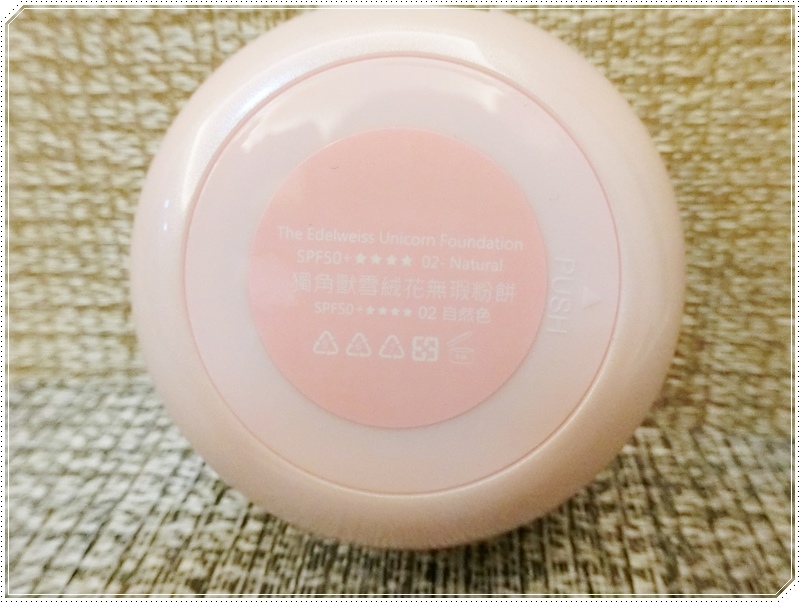 The Edelweiss Unicorn Foundation
SPF50+★★★★ 02- Natural
獨角獸雪絨花無瑕粉餅
SPF50+★★★★ 02 自然色
PUSH